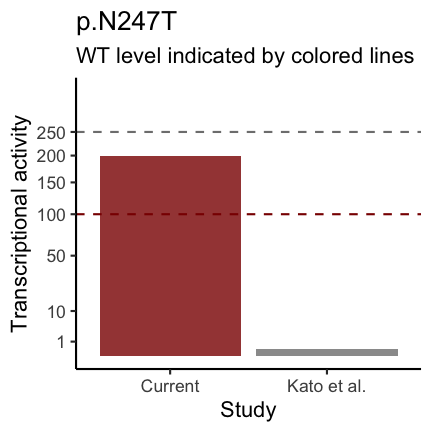 p.N247T
WT level indicated by colored lines
Transcriptional activity
250
200
150
100
50
10
1
Current
Kato et al.
Study